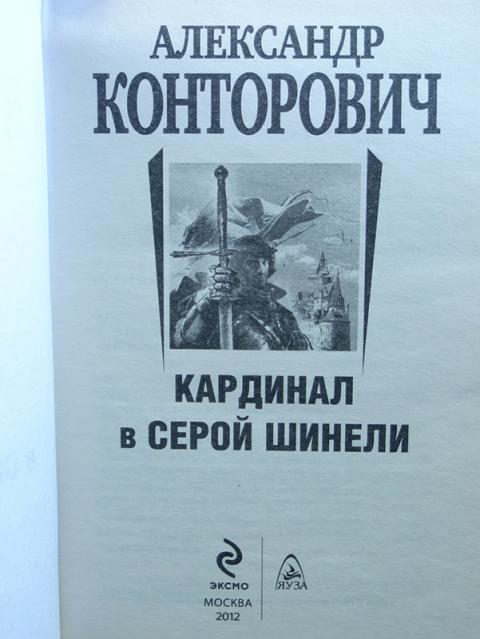 АЛЕКСАНДР
КОНТОРОВИЧ
КАРДИНАЛ
в СЕРОЙ ШИНЕЛИ
ЭКСМО
ЯУЗА
МОСКВА
2012